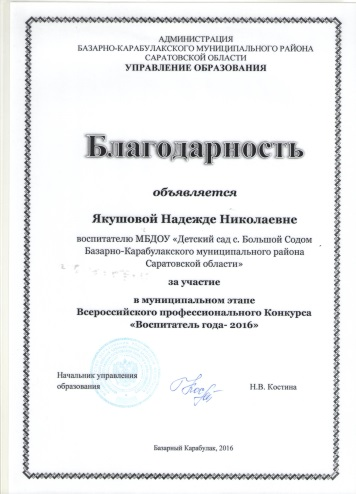 АДМИНИСТРАЦИЯ
БАЗАРНО-КАРАБУЛАКСКОГО МУНИЦИПАЛЬНОГО РАЙОНА
САРАТОВСКОЙ ОБЛАСТИ
УПРАВЛЕНИЕ ОБРАЗОВАНИЯ
Благодарность
объявляется
Якушовой Надежде Николаевне
воспитателю МБДОУ «Детский сад с. Большой Содом
Базарно-Карабулакского муниципального района
Саратовской области»
за участие
в муниципальном этапе
Всероссийского профессионального Конкурса
«Воспитатель года- 2016»
Начальник управления
образования
Н.В. Костина
Базарный Карабулак, 2016